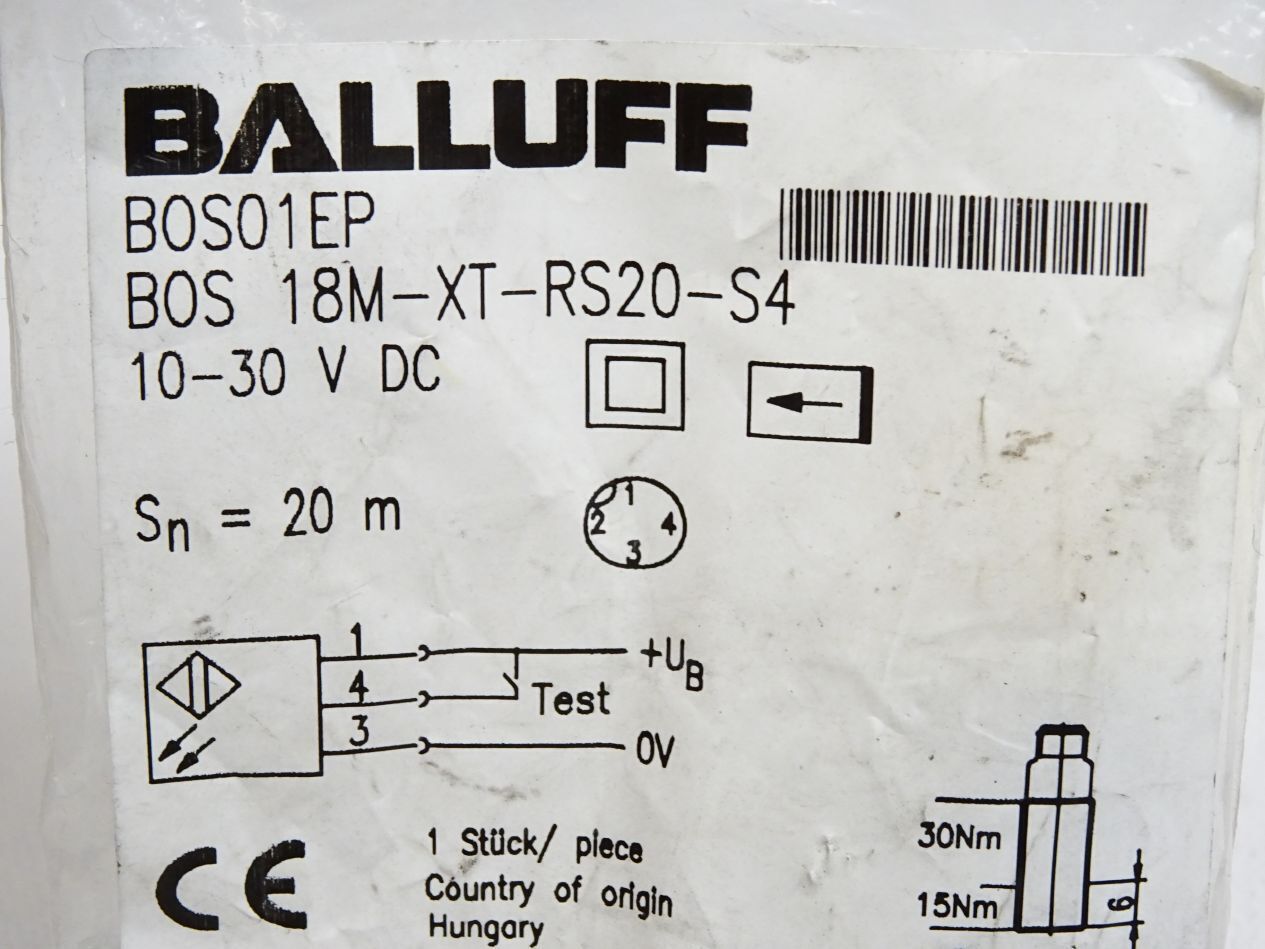 BALLUFF
BOS01EP
BOS 18M-XT-RS20-S4
10-30 V DC
Sn = 20 m
1
2 4
3
1 +UB
4 Test
3 0V
CE
1 Stück/ piece
Country of origin
Hungary
30Nm
15Nm
6